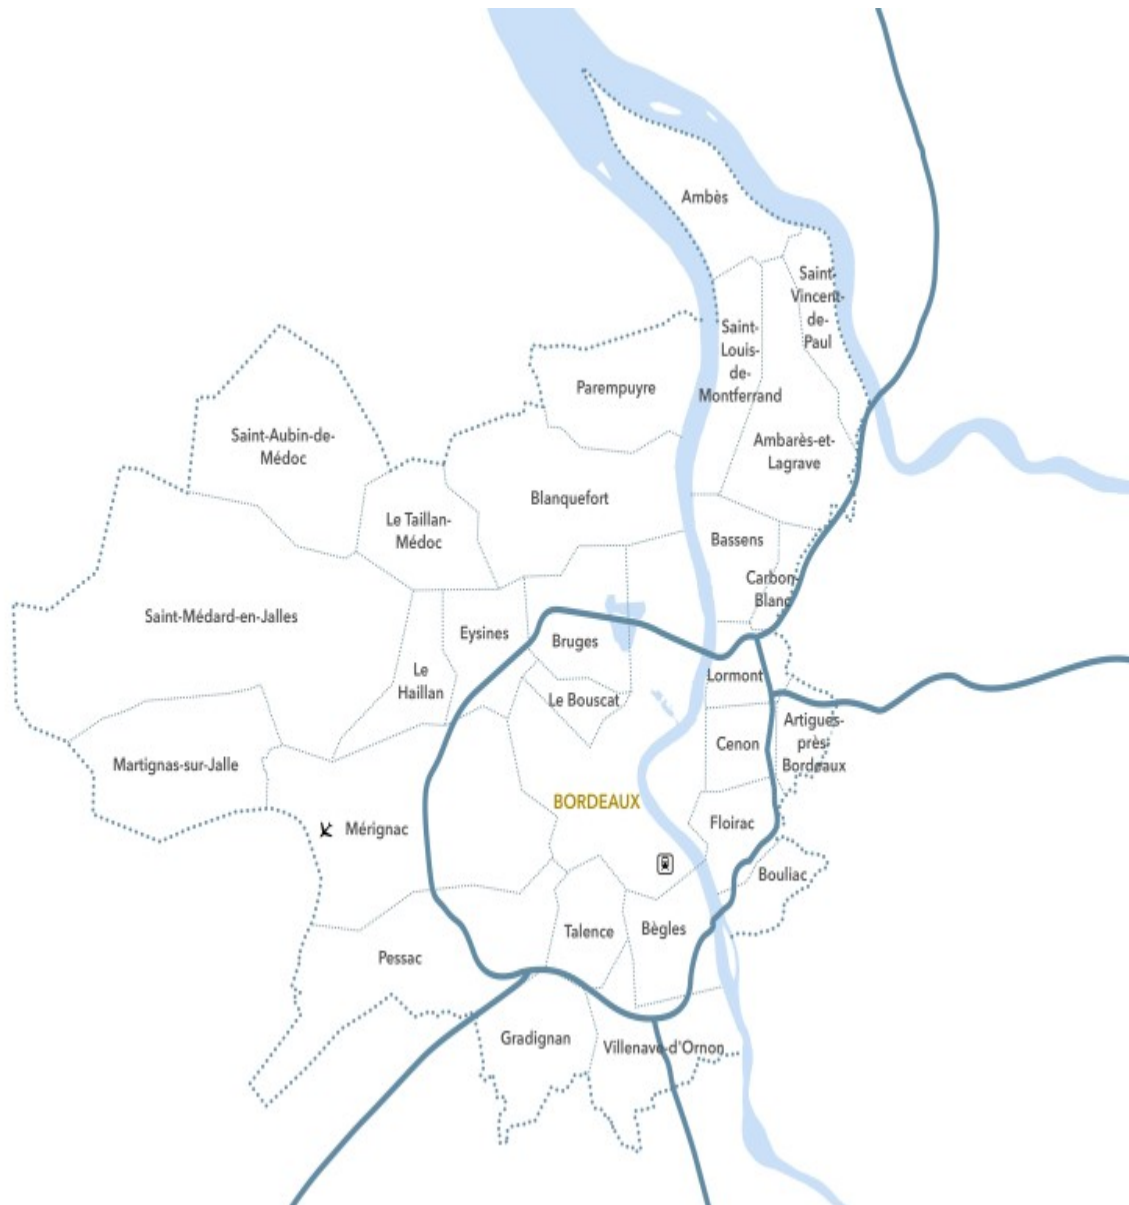 Ambès
Saint-
Vincent-
de-
Paul
Saint-
Louis-
de-
Montferrand
Parempuyre
Saint-Aubin-de-
Médoc
Ambarès-et-
Lagrave
Blanquefort
Le Taillan-
Médoc
Bassens
Carbon-
Blanc
Saint-Médard-en-Jalles
Eysines
Bruges
Le
Haillan
Lormont
Le Bouscat
Artigues-
près-
Bordeaux
Cenon
Martignas-sur-Jalle
BORDEAUX
Mérignac
Floirac
Bouliac
Talence
Bègles
Pessac
Gradignan
Villenave-d'Ornon